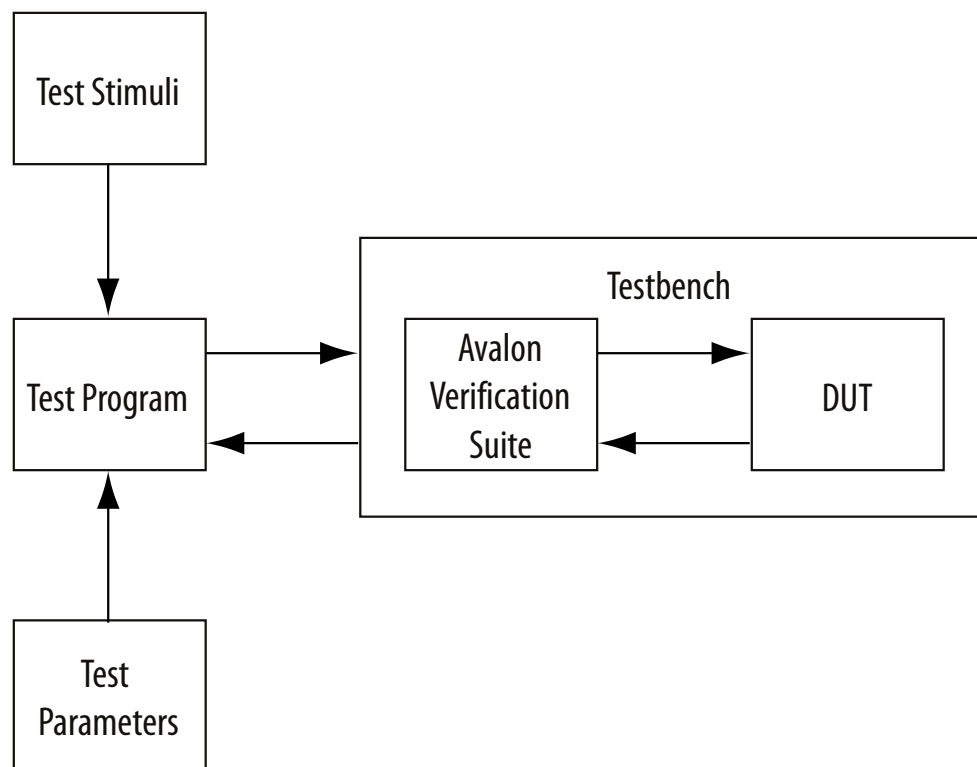 Test Stimuli
Testbench
Test Program
Avalon
Verification
Suite
DUT
Test
Parameters